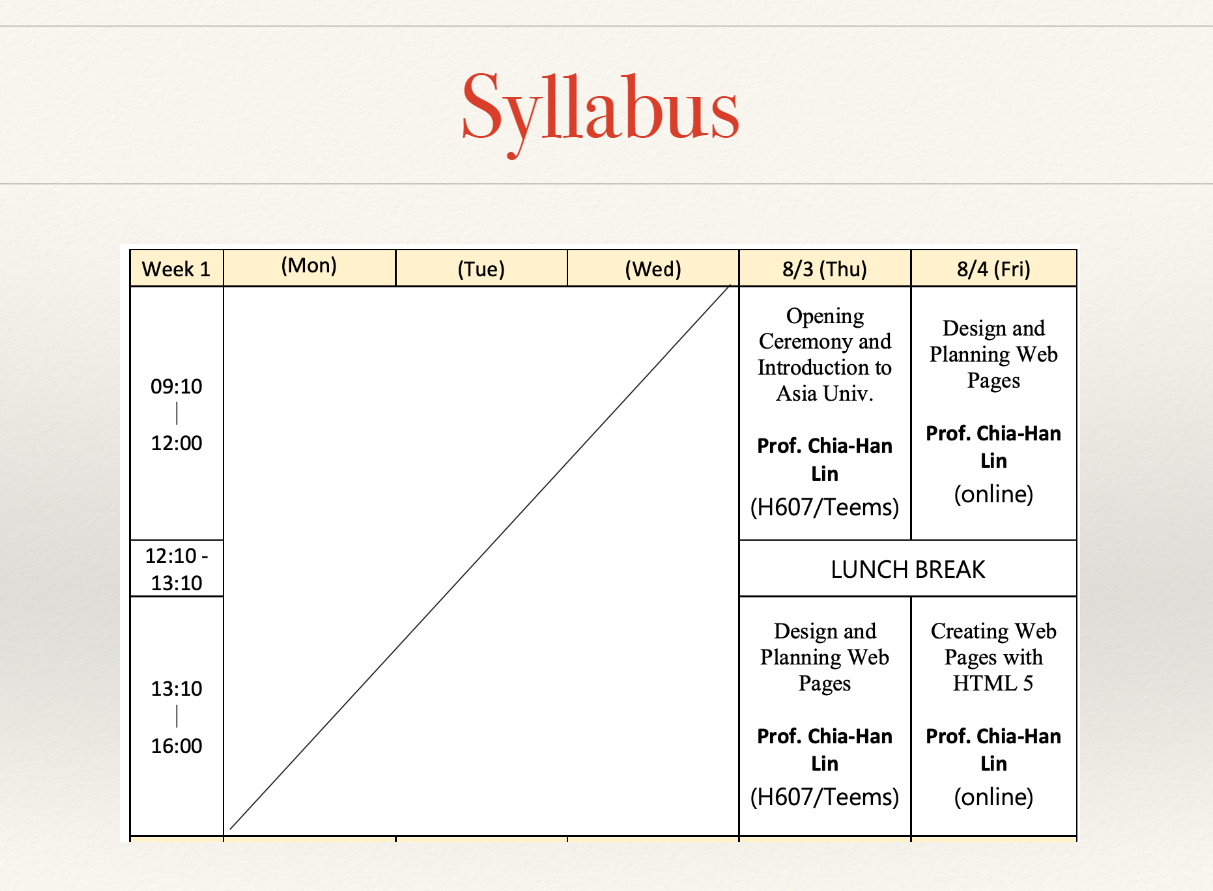 Syllabus
Week 1 (Mon) (Tue) (Wed) 8/3 (Thu) 8/4 (Fri)
09:10
|
12:00
Opening
Ceremony and
Introduction to
Asia Univ.
Prof. Chia-Han
Lin
(H607/Teems)
Design and
Planning Web
Pages
Prof. Chia-Han
Lin
(online)
12:10 -
13:10
LUNCH BREAK
13:10
|
16:00
Design and
Planning Web
Pages
Prof. Chia-Han
Lin
(H607/Teems)
Creating Web
Pages with
HTML 5
Prof. Chia-Han
Lin
(online)